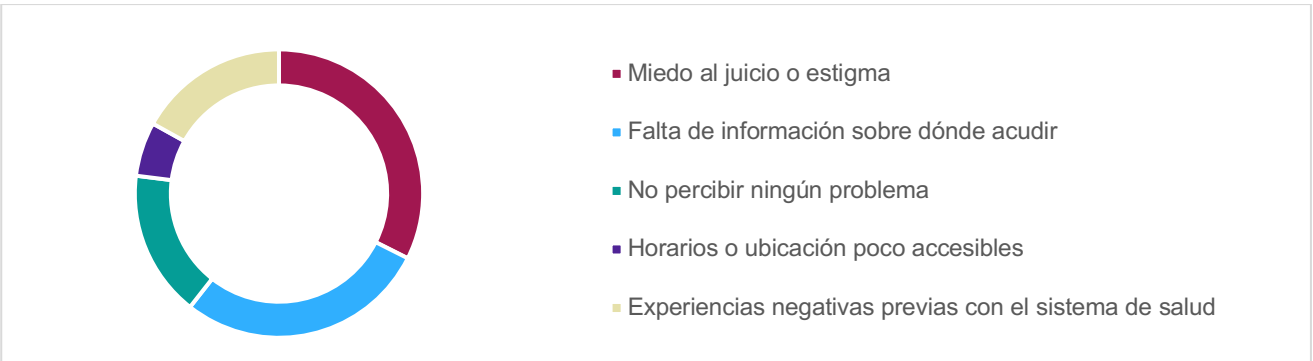 Miedo al juicio o estigma
Falta de información sobre dónde acudir
No percibir ningún problema
Horarios o ubicación poco accesibles
Experiencias negativas previas con el sistema de salud